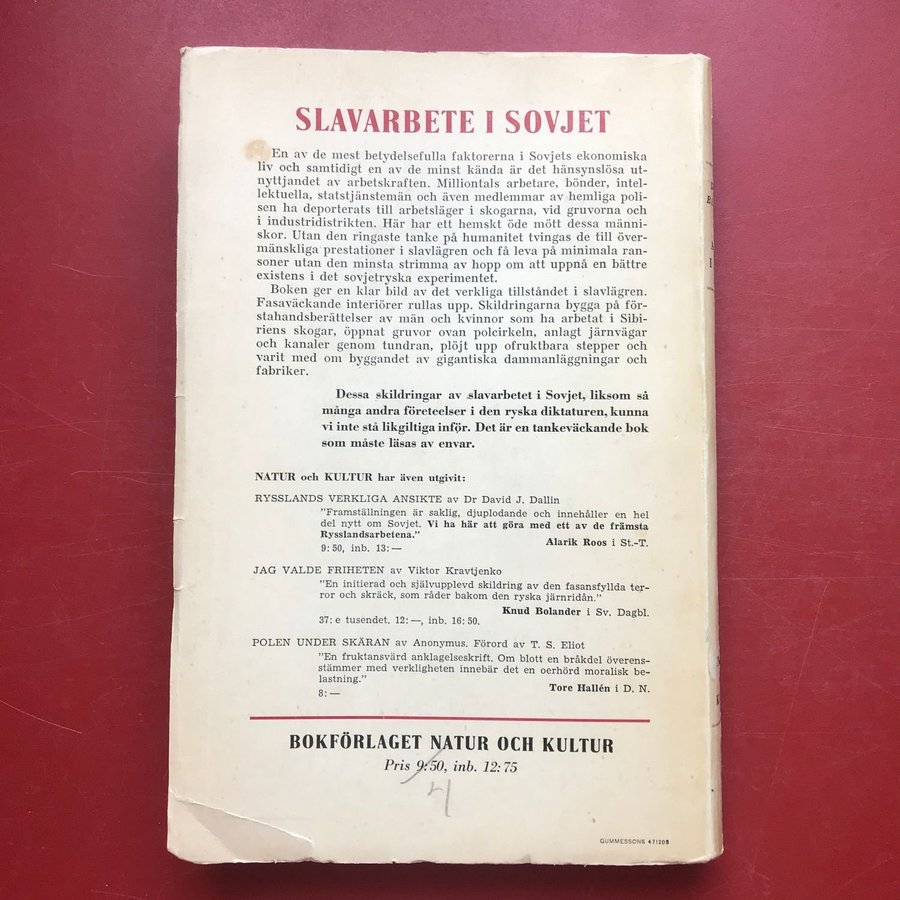 SLAVARBETE I SOVJET
En av de mest betydelsefulla faktorerna i Sovjets ekonomiska
liv och samtidigt en av de minst kända är det hänsynslösa ut-
nyttjandet av arbetskraften. Milliontals arbetare, bönder, intel-
lektuella, statstjänstemän och även medlemmar av hemliga poli-
sen ha deporterats till arbetsläger i skogarna, vid gruvorna och
i industridistrikten. Här har ett hemskt öde mött dessa männi-
skor. Utan den ringaste tanke på humanitet tvingas de till över-
mänskliga prestationer i slavlägren och få leva på minimala ran-
soner utan den minsta strimma av hopp om att uppnå en bättre
existens i det sovjetryska experimentet.
Boken ger en klar bild av det verkliga tillståndet i slavlägren.
Fasaväckande interiörer rullas upp. Skildringarna bygga på för-
stahandsberättelser av män och kvinnor som ha arbetat i Sibi-
riens skogar, öppnat gruvor ovan polcirkeln, anlagt järnvägar
och kanaler genom tundran, plöjt upp ofruktbara stepper och
varit med om byggandet av gigantiska dammanläggningar och
fabriker.
Dessa skildringar av slavarbetet i Sovjet, liksom så
många andra företeelser i den ryska diktaturen, kunna
vi inte stå likgiltiga inför. Det är en tankeväckande bok
som måste läsas av envar.
NATUR och KULTUR har även utgivit:
RYSSLANDS VERKLIGA ANSIKTE av Dr David J. Dallin
"Framställningen är saklig, djuplodande och innehåller en hel
del nytt om Sovjet. Vi ha här att göra med ett av de främsta
Rysslandsarbetena."
Alarik Roos i St.-T.
9: 50, inb. 13: —
JAG VALDE FRIHETEN av Viktor Kravtjenko
"En initierad och självupplevd skildring av den fasansfyllda ter-
ror och skräck, som råder bakom den ryska järnridån."
Knud Bolander i Sv. Dagbl.
37: e tusendet. 12: —, inb. 16: 50.
POLEN UNDER SKÄRAN av Anonymus. Förord av T. S. Eliot
"En fruktansvärd anklagelseskrift. Om blott en bråkdel överens-
stämmer med verkligheten innebär det en oerhörd moralisk be-
lastning."
Tore Hallén i D. N.
8: —
BOKFÖRLAGET NATUR OCH KULTUR
Pris 9:50, inb. 12:75
4
GUMMESSONS 47/208